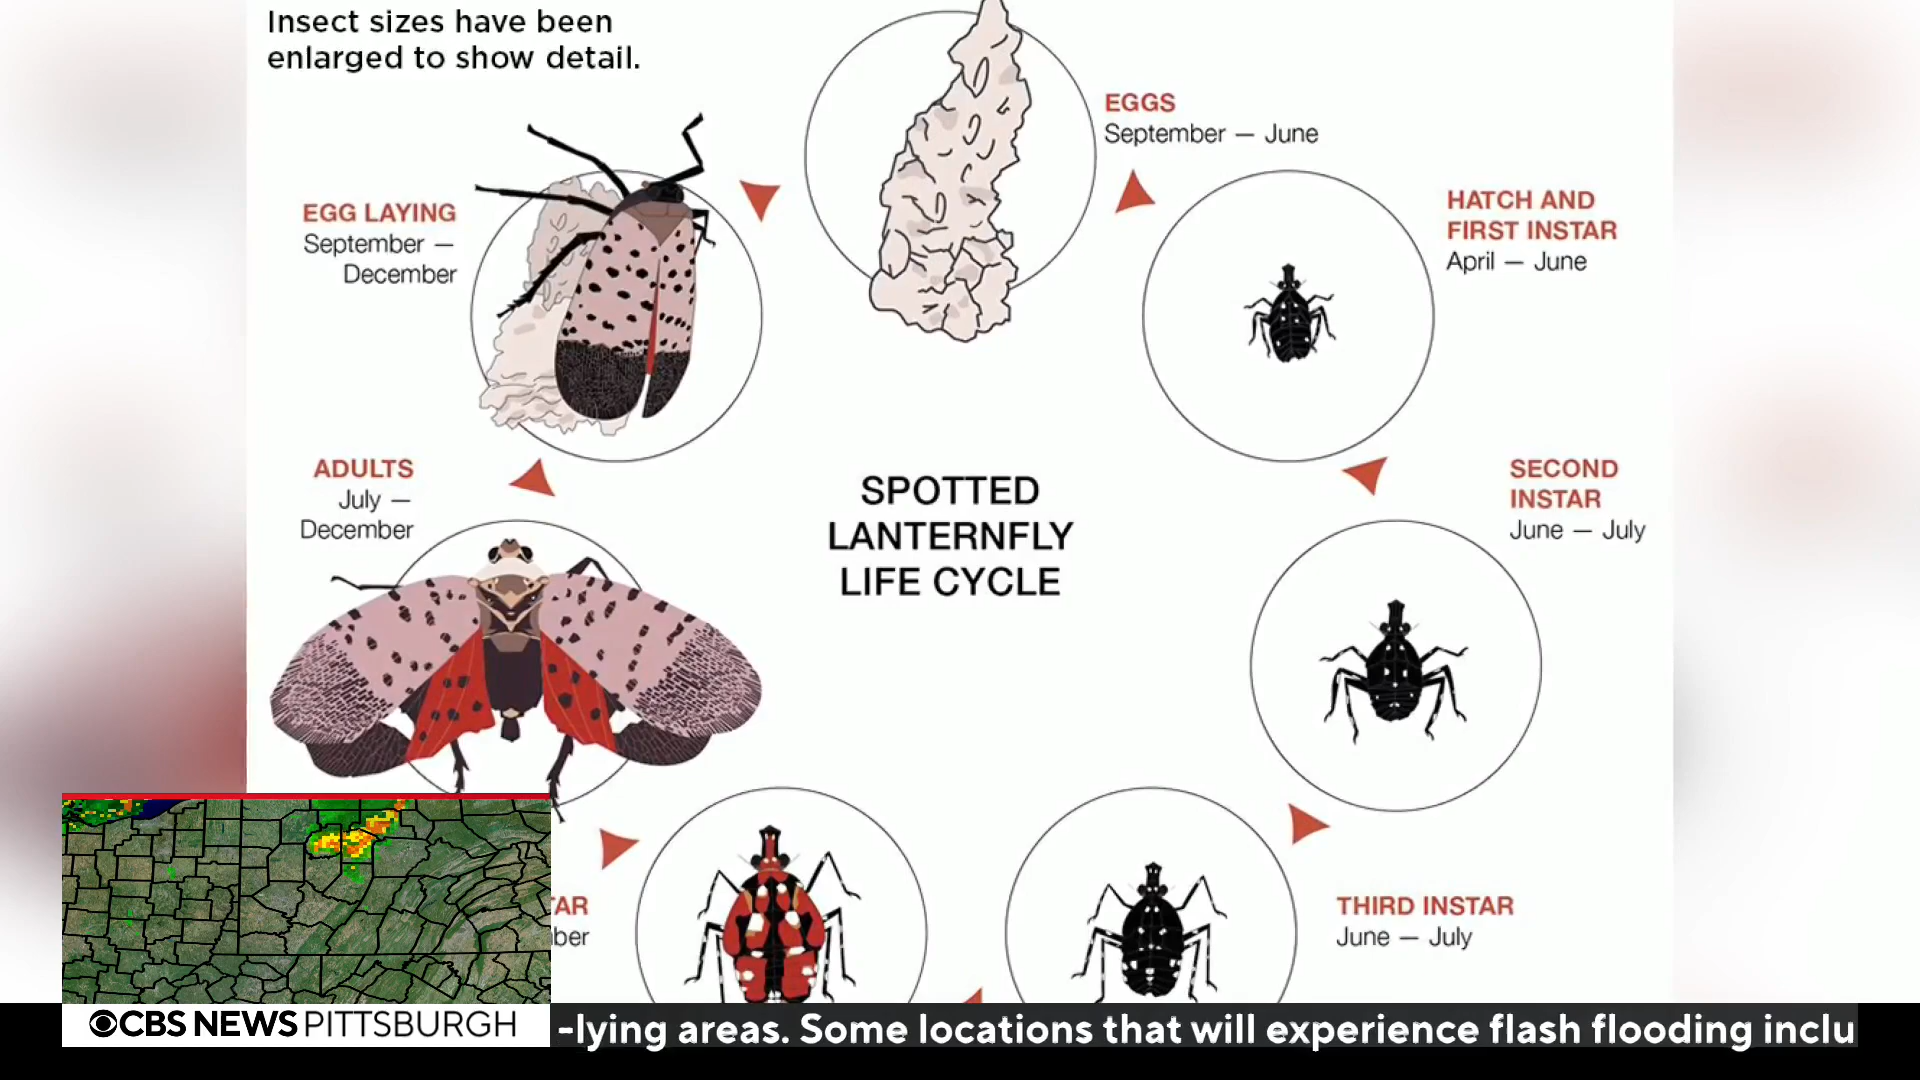 Insect sizes have been
enlarged to show detail.
EGGS
September — June
HATCH AND
FIRST INSTAR
April — June
EGG LAYING
September —
December
SPOTTED
LANTERNFLY
LIFE CYCLE
ADULTS
July —
December
SECOND
INSTAR
June — July
TAR
ber
THIRD INSTAR
June — July
CBS NEWS PITTSBURGH
-lying areas. Some locations that will experience flash flooding inclu